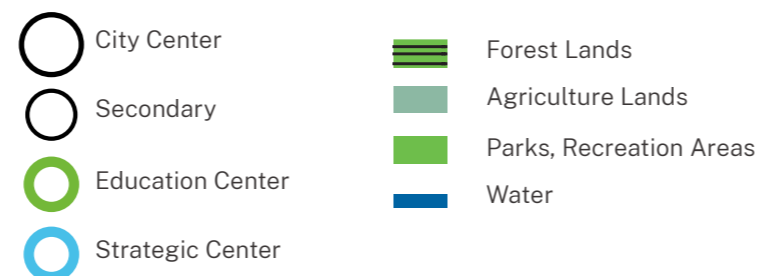 City Center
Secondary
Education Center
Strategic Center
Forest Lands
Agriculture Lands
Parks, Recreation Areas
Water